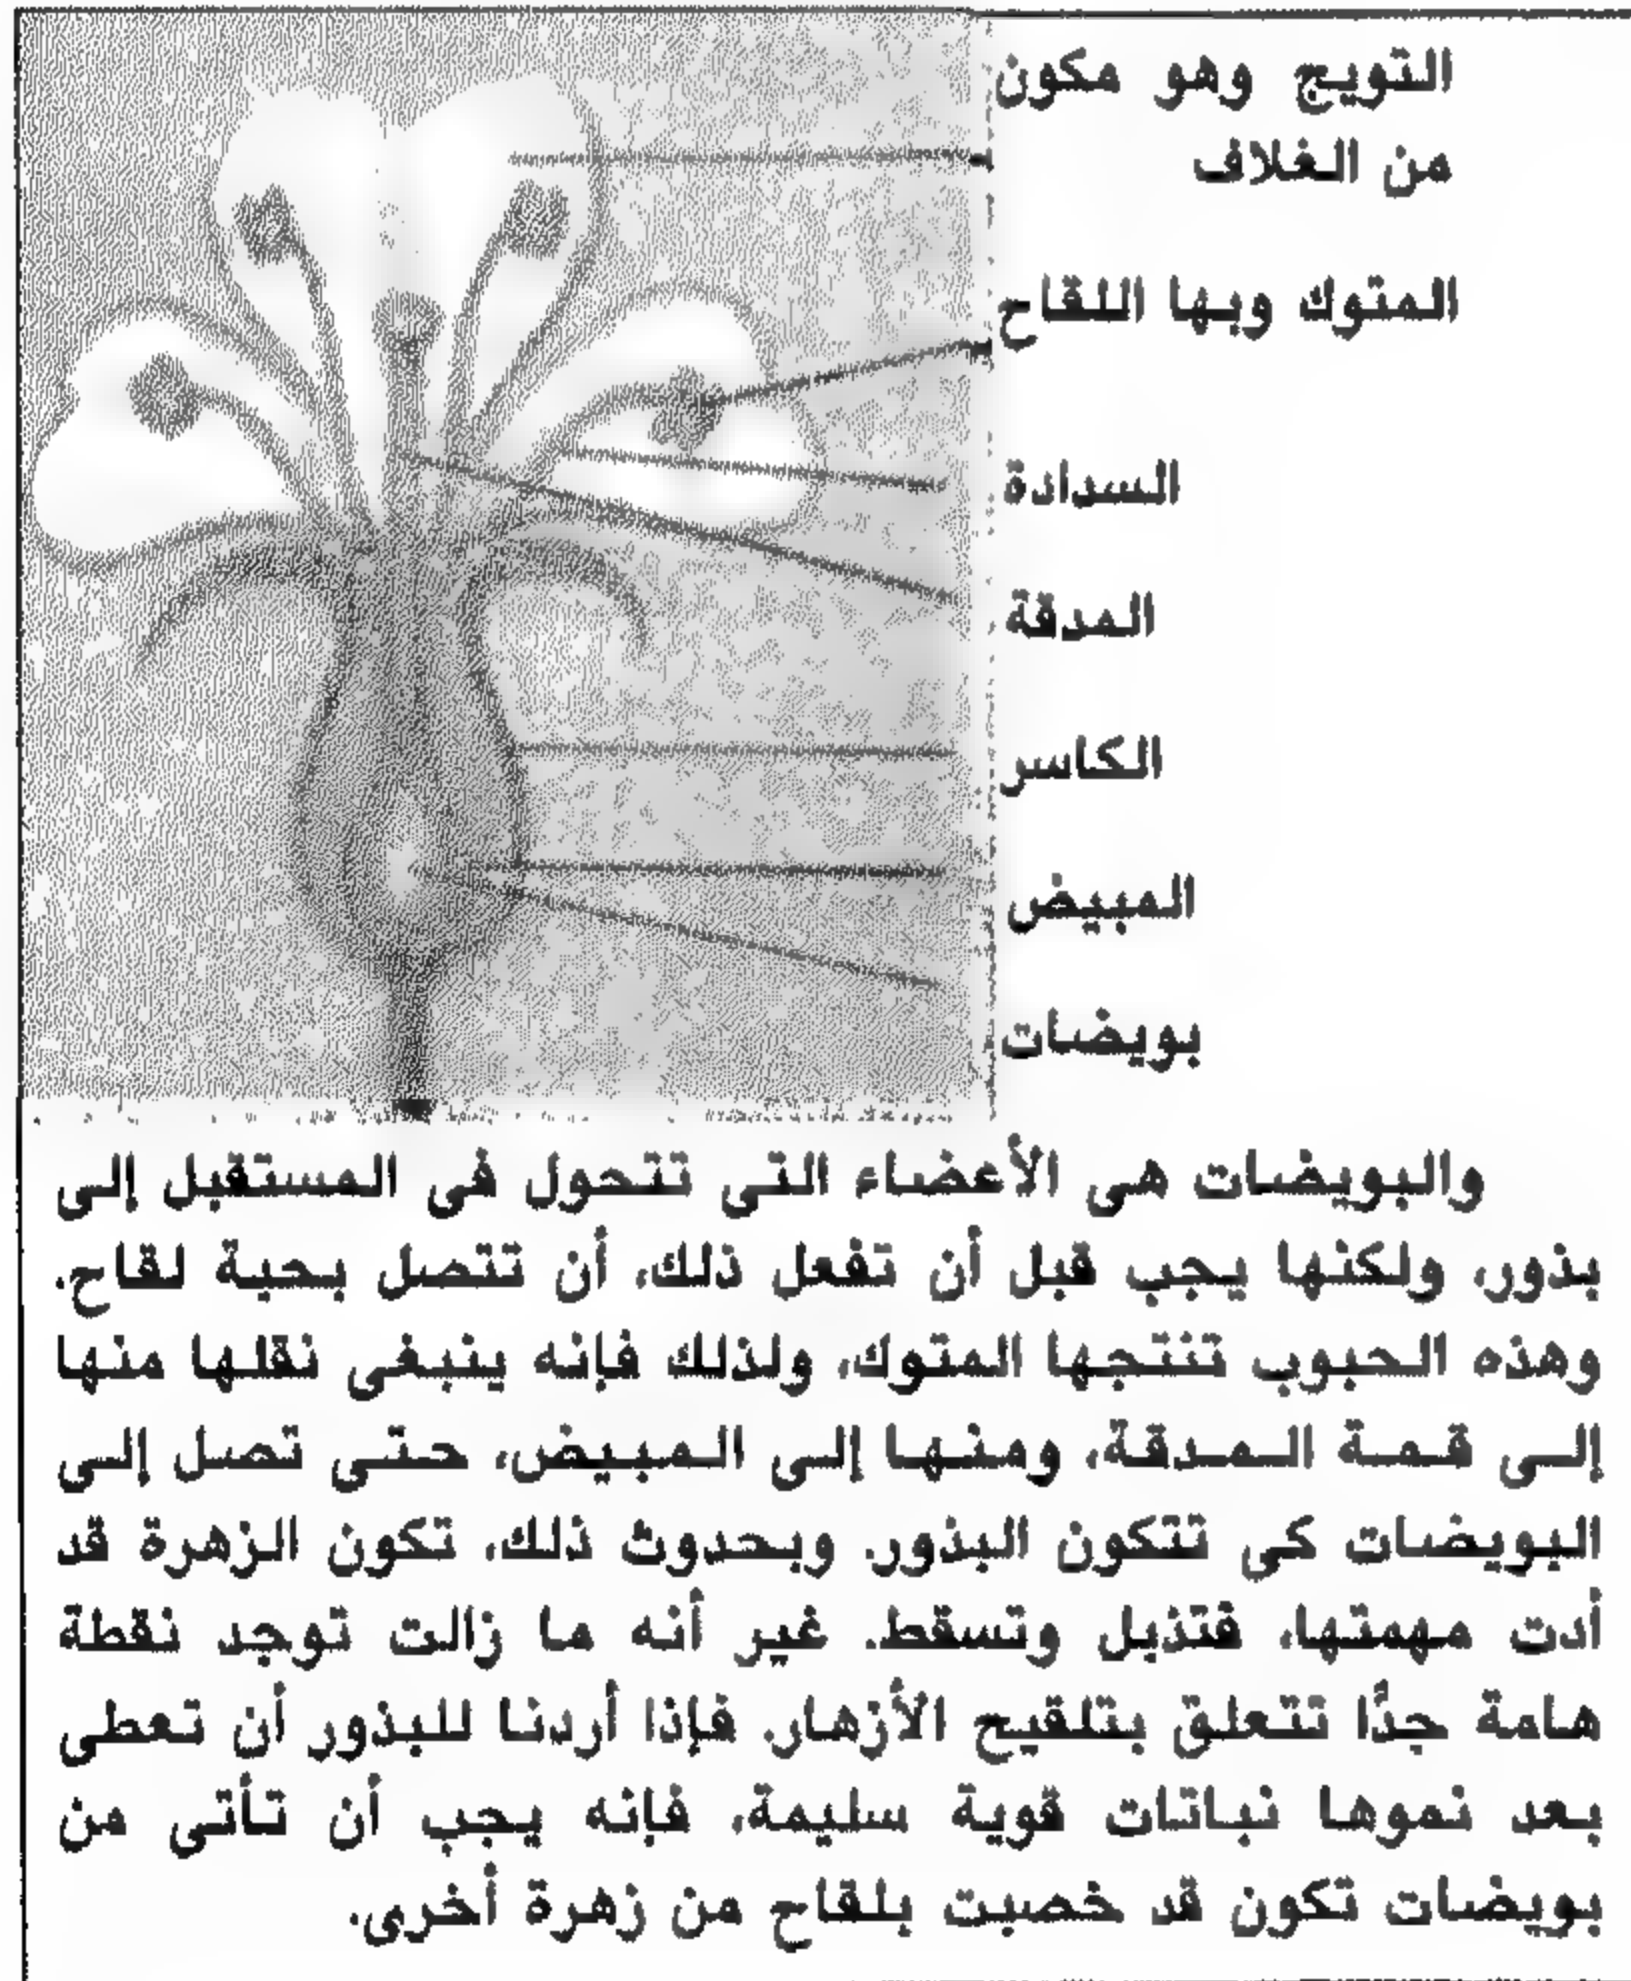 التويج وهو مكون
من الغلاف
المتوك وبها اللقاح
السدادة
المدقة
الكاسر
المبيض
بويضات
والبويضات هى الأعضاء التى تتحول فى المستقبل إلى
بذور، ولكنها يجب قبل أن تفعل ذلك، أن تتصل بحبة لقاح.
وهذه الحبوب تنتجها المتوك، ولذلك فإنه ينبغى نقلها منها
إلى قمة المدقة، ومنها إلى المبيض، حتى تصل إلى
البويضات كى تتكون البذور. وبحدوث ذلك، تكون الزهرة قد
أدت مهمتها، فتذبل وتسقط. غير أنه ما زالت توجد نقطة
هامة جدًّا تتعلق بتلقيح الأزهار. فإذا أردنا للبذور أن تعطى
بعد نموها نباتات قوية سليمة، فإنه يجب أن تأتى من
بويضات تكون قد خصبت بلقاح من زهرة أخرى.